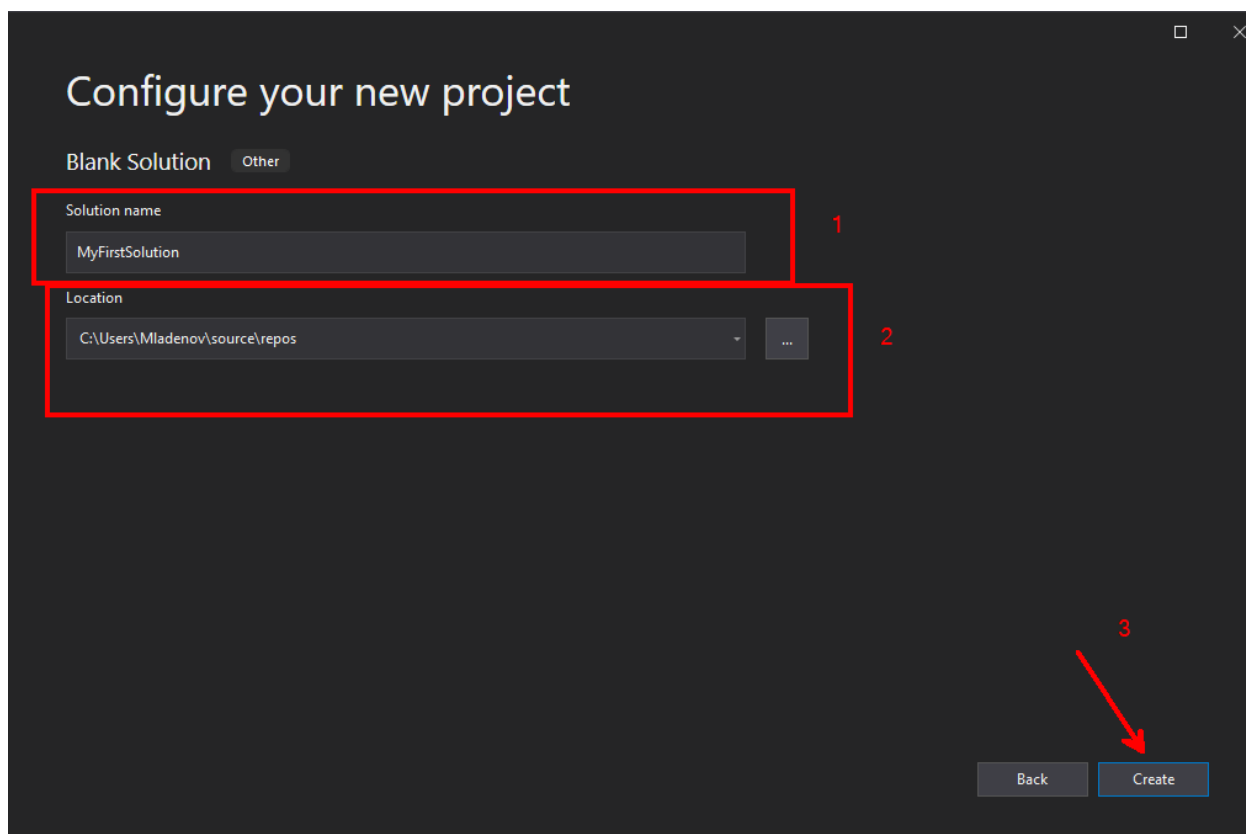 Configure your new project
Blank Solution Other
Solution name
1
MyFirstSolution
Location
C:\Users\Mladenov\source\repos
...
2
3
Back
Create